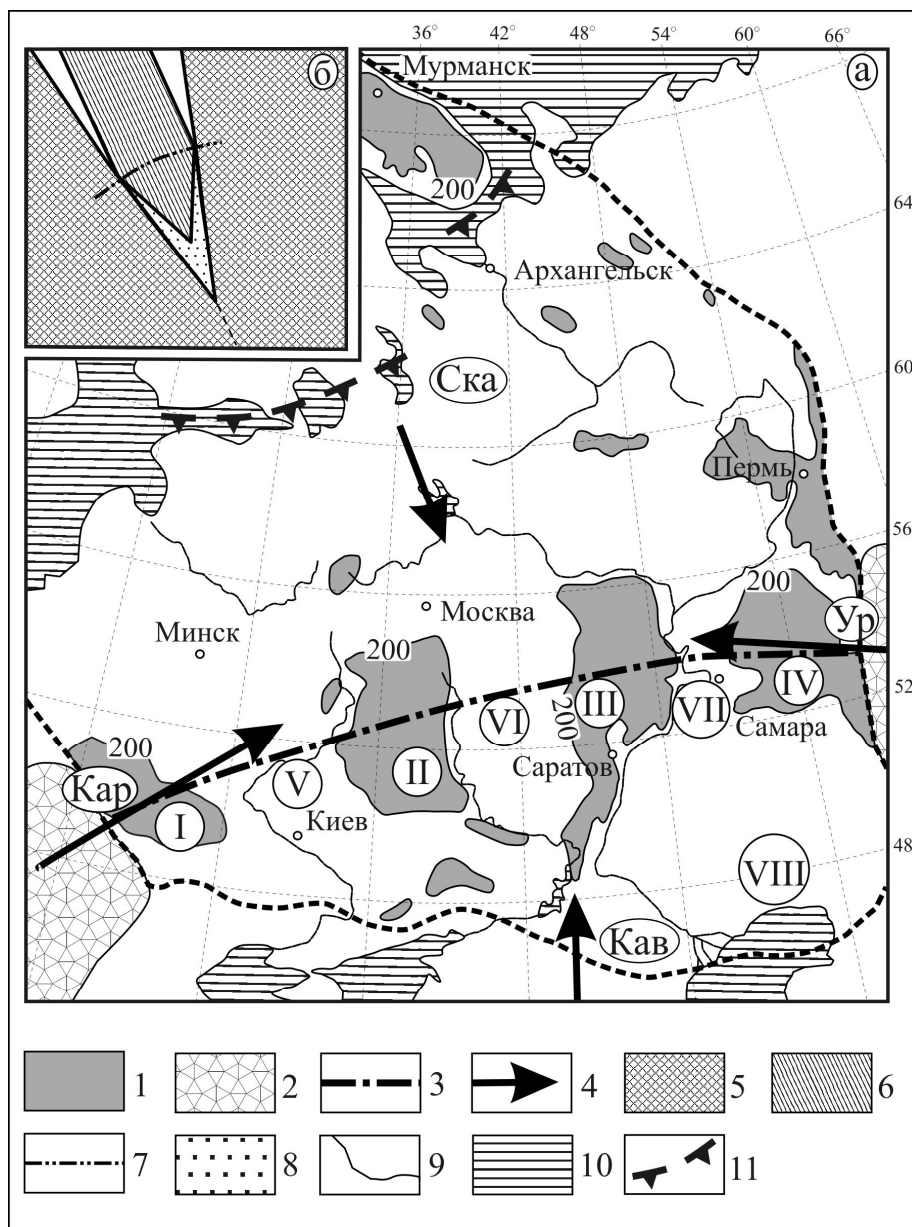 36° 42° 48° 54° 60° 66°
б
а
Мурманск
200
64
Архангельск
60
Ска
Пермь
56
200
Москва
Минск
Ур
200
52
IV
VII
III
VI
200
Самара
200
Саратов
Кар
II
V
I
Киев
48
VIII
Кав
1 2 3 4 5 6
7 8 9 10 11